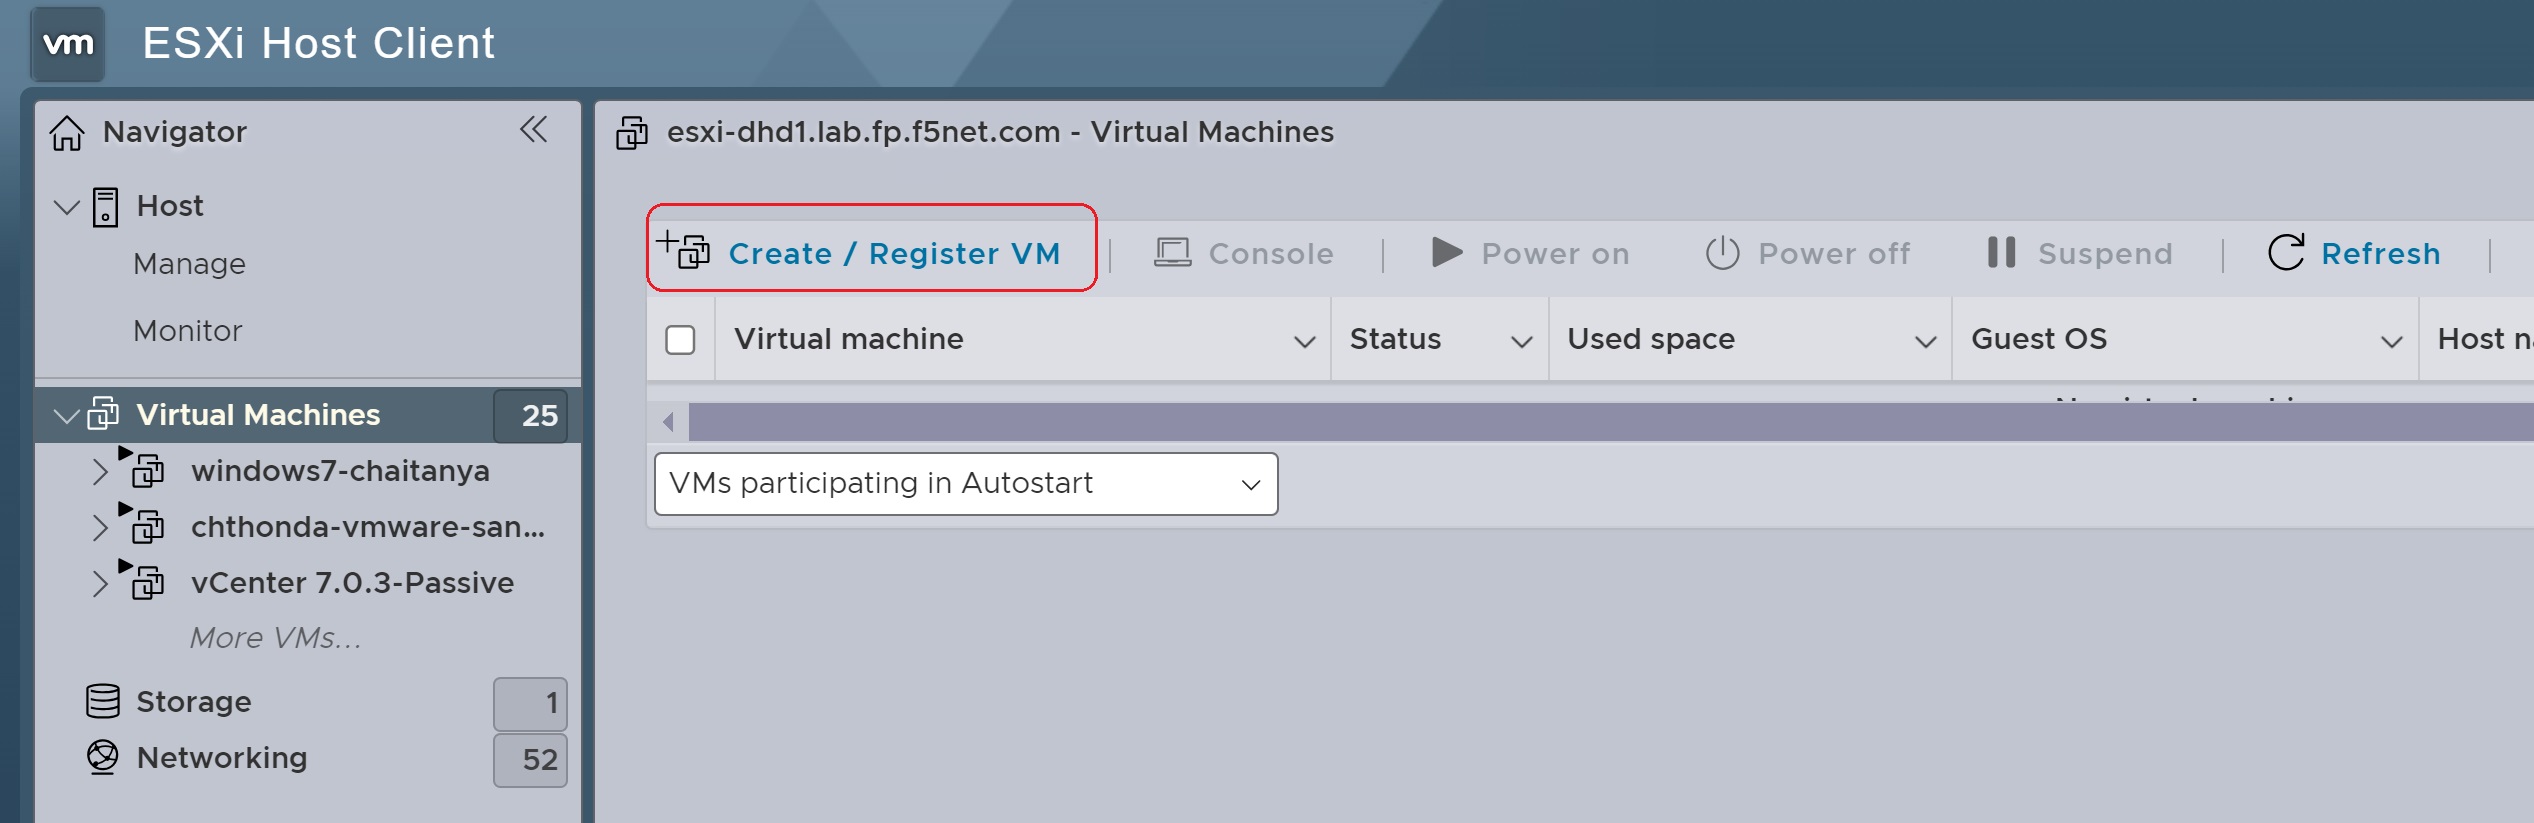 vm ESXi Host Client
Navigator
Host
Manage
Monitor
Virtual Machines 25
windows7-chaitanya
chthonda-vmware-san...
vCenter 7.0.3-Passive
More VMs...
Storage 1
Networking 52
esxi-dhd1.lab.fp.f5net.com - Virtual Machines
Create / Register VM | Console | Power on Power off Suspend | Refresh |
Virtual machine Status Used space Guest OS Host
VMs participating in Autostart